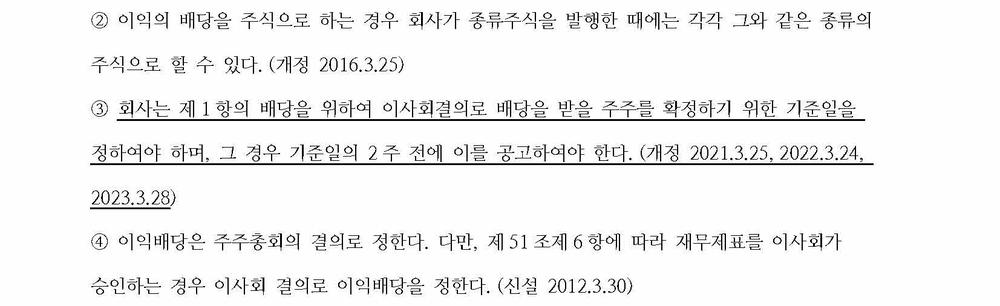 ② 이익의 배당을 주식으로 하는 경우 회사가 종류주식을 발행한 때에는 각각 그와 같은 종류의
주식으로 할 수 있다. (개정 2016.3.25)
③ 회사는 제 1 항의 배당을 위하여 이사회결의로 배당을 받을 주주를 확정하기 위한 기준일을
정하여야 하며, 그 경우 기준일의 2 주 전에 이를 공고하여야 한다. (개정 2021.3.25, 2022.3.24,
2023.3.28)
④ 이익배당은 주주총회의 결의로 정한다. 다만, 제 51 조제 6 항에 따라 재무제표를 이사회가
승인하는 경우 이사회 결의로 이익배당을 정한다. (신설 2012.3.30)